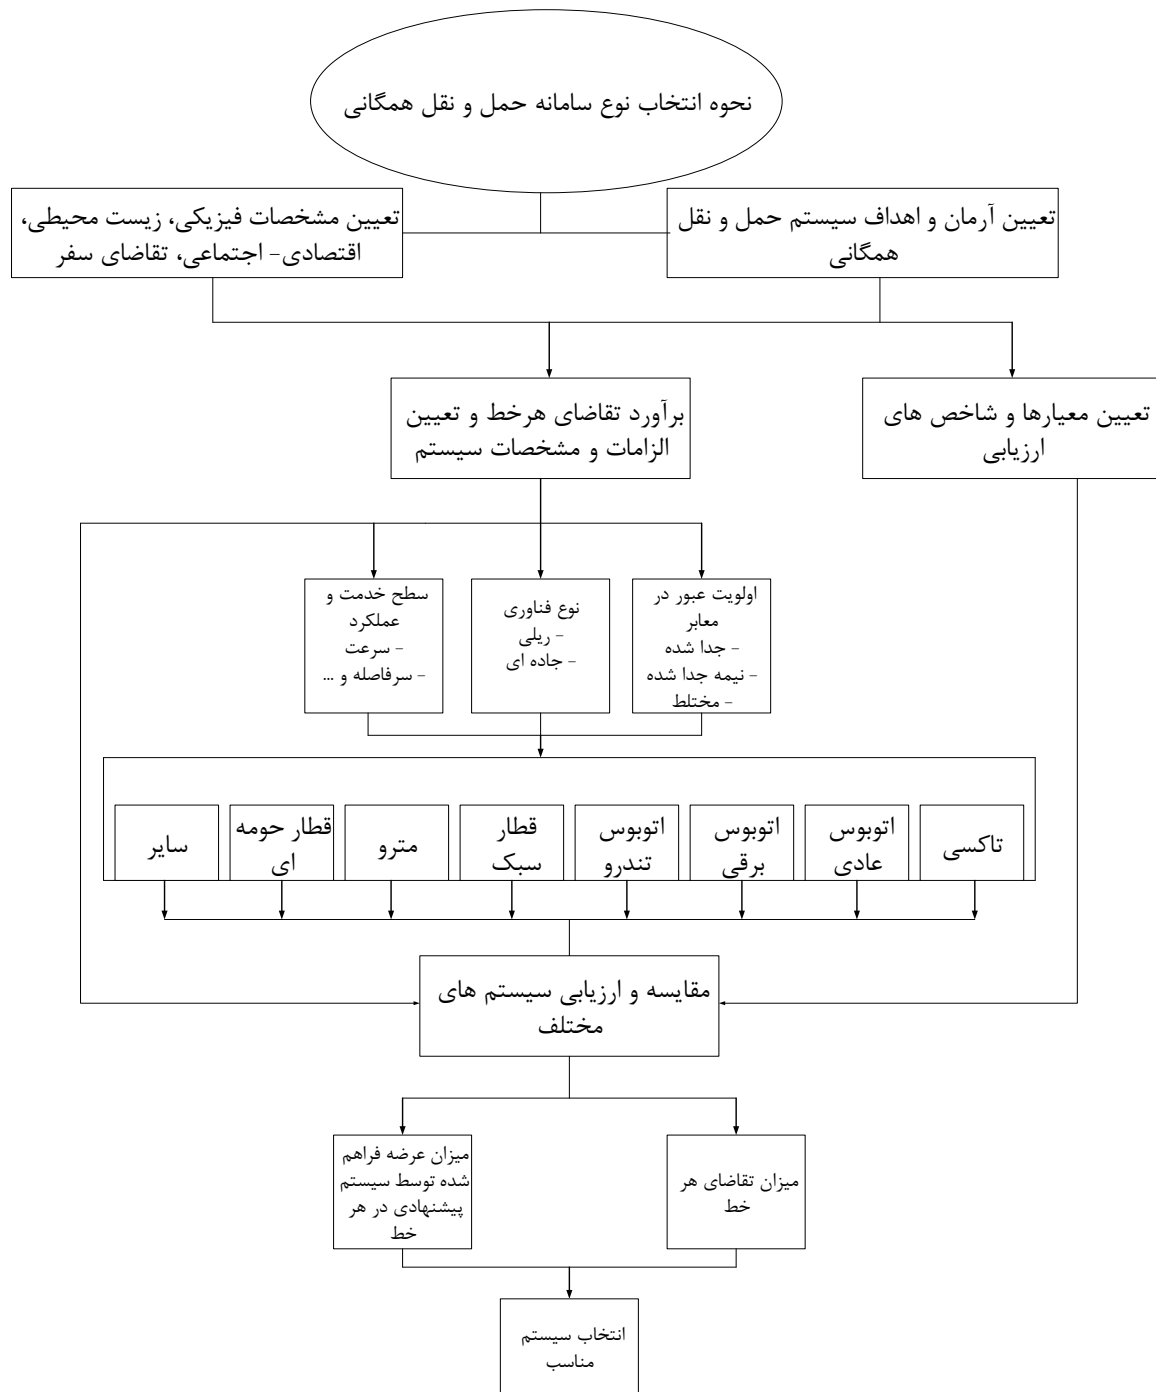 نحوه انتخاب نوع سامانه حمل و نقل همگانی
تعیین آرمان و اهداف سیستم حمل و نقل
همگانی
تعیین مشخصات فیزیکی، زیست محیطی،
اقتصادی- اجتماعی، تقاضای سفر
تعیین معیارها و شاخص های
ارزیابی
برآورد تقاضای هرخط و تعیین
الزامات و مشخصات سیستم
اولویت عبور در
معابر
- جدا شده
- نیمه جدا شده
- مختلط
نوع فناوری
- ریلی
- جاده ای
سطح خدمت و
عملکرد
- سرعت
- سرفاصله و ...
تاکسی
اتوبوس
عادی
اتوبوس
برقی
اتوبوس
تندرو
قطار
سبک
مترو
قطار حومه
ای
سایر
مقایسه و ارزیابی سیستم های
مختلف
میزان تقاضای هر
خط
میزان عرضه فراهم
شده توسط سیستم
پیشنهادی در هر
خط
انتخاب سیستم
مناسب